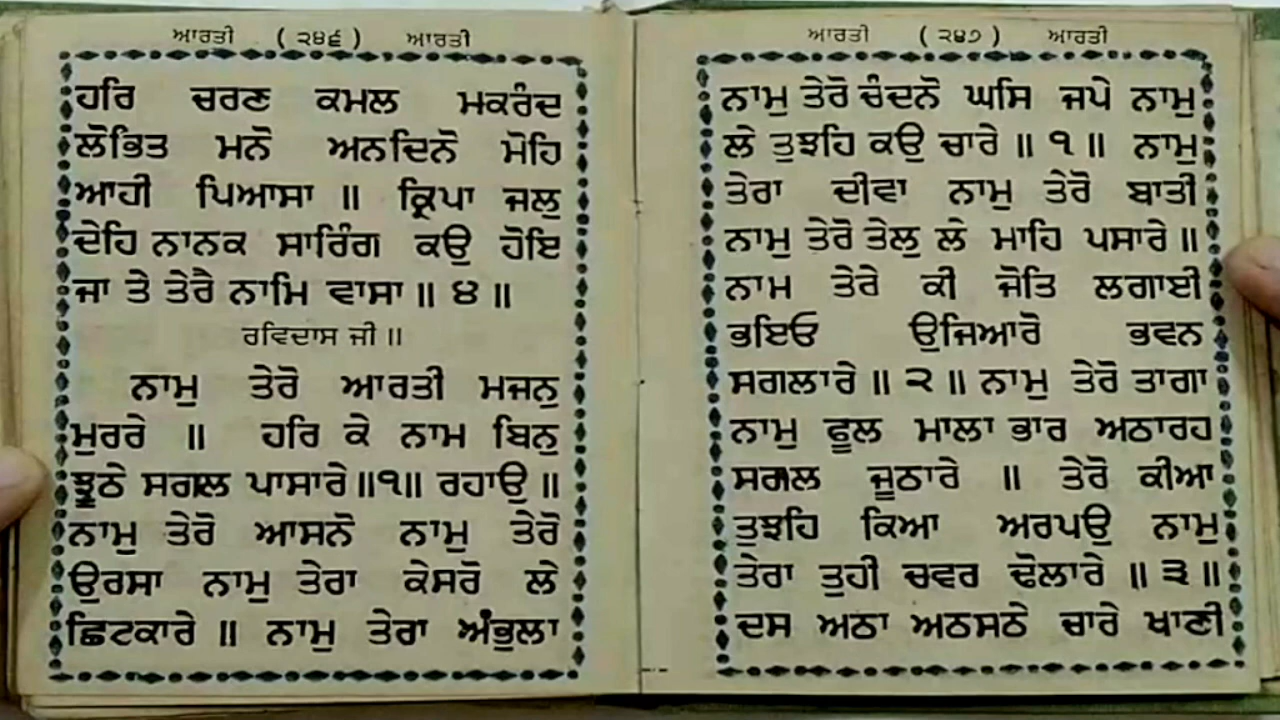 ਆਰਤੀ (੨੪੬) ਆਰਤੀ
ਹਰਿ ਚਰਣ ਕਮਲ ਮਕਰੰਦ
ਲੋਭਿਤ ਮਨੋ ਅਨਦਿਨੋ ਮੋਹਿ
ਆਹੀ ਪਿਆਸਾ ॥ ਕ੍ਰਿਪਾ ਜਲੁ
ਦੇਹਿ ਨਾਨਕ ਸਾਰਿੰਗ ਕਉ ਹੋਇ
ਜਾ ਤੇ ਤੇਰੈ ਨਾਮਿ ਵਾਸਾ ॥ ੪ ॥
ਰਵਿਦਾਸ ਜੀ ॥
ਨਾਮੁ ਤੇਰੋ ਆਰਤੀ ਮਜਨੁ
ਮੁਰਰੇ ॥ ਹਰਿ ਕੇ ਨਾਮ ਬਿਨੁ
ਝੂਠੇ ਸਗਲ ਪਾਸਾਰੇ ॥੧॥ ਰਹਾਉ ॥
ਨਾਮੁ ਤੇਰੋ ਆਸਨੋ ਨਾਮੁ ਤੇਰੋ
ਉਰਸਾ ਨਾਮੁ ਤੇਰਾ ਕੇਸਰੋ ਲੇ
ਛਿਟਕਾਰੇ ॥ ਨਾਮੁ ਤੇਰਾ ਅੰਭੁਲਾ
ਆਰਤੀ (੨੪੭) ਆਰਤੀ
ਨਾਮੁ ਤੇਰੋ ਚੰਦਨੋ ਘਸਿ ਜਪੇ ਨਾਮੁ
ਲੇ ਤੁਝਹਿ ਕਉ ਚਾਰੇ ॥ ੧ ॥ ਨਾਮੁ
ਤੇਰਾ ਦੀਵਾ ਨਾਮੁ ਤੇਰੋ ਬਾਤੀ
ਨਾਮੁ ਤੇਰੋ ਤੇਲੁ ਲੇ ਮਾਹਿ ਪਸਾਰੇ ॥
ਨਾਮ ਤੇਰੇ ਕੀ ਜੋਤਿ ਲਗਾਈ
ਭਇਓ ਉਜਿਆਰੋ ਭਵਨ
ਸਗਲਾਰੇ ॥ ੨ ॥ ਨਾਮੁ ਤੇਰੋ ਤਾਗਾ
ਨਾਮੁ ਫੂਲ ਮਾਲਾ ਭਾਰ ਅਠਾਰਹ
ਸਗਲ ਜੂਠਾਰੇ ॥ ਤੇਰੋ ਕੀਆ
ਤੁਝਹਿ ਕਿਆ ਅਰਪਉ ਨਾਮੁ
ਤੇਰਾ ਤੁਹੀ ਚਵਰ ਢੋਲਾਰੇ ॥ ੩ ॥
ਦਸ ਅਠਾ ਅਠਸਠੇ ਚਾਰੇ ਖਾਣੀ